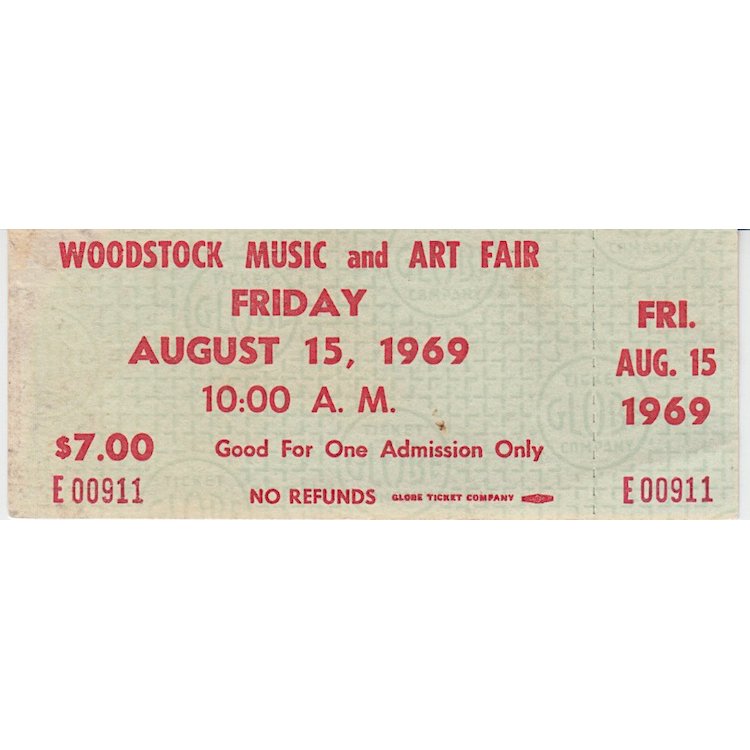 WOODSTOCK MUSIC and ART FAIR
FRIDAY
AUGUST 15, 1969
10:00 A. M.
$7.00 Good For One Admission Only
E 00911 NO REFUNDS GLOBE TICKET COMPANY
FRI.
AUG. 15
1969
E 00911